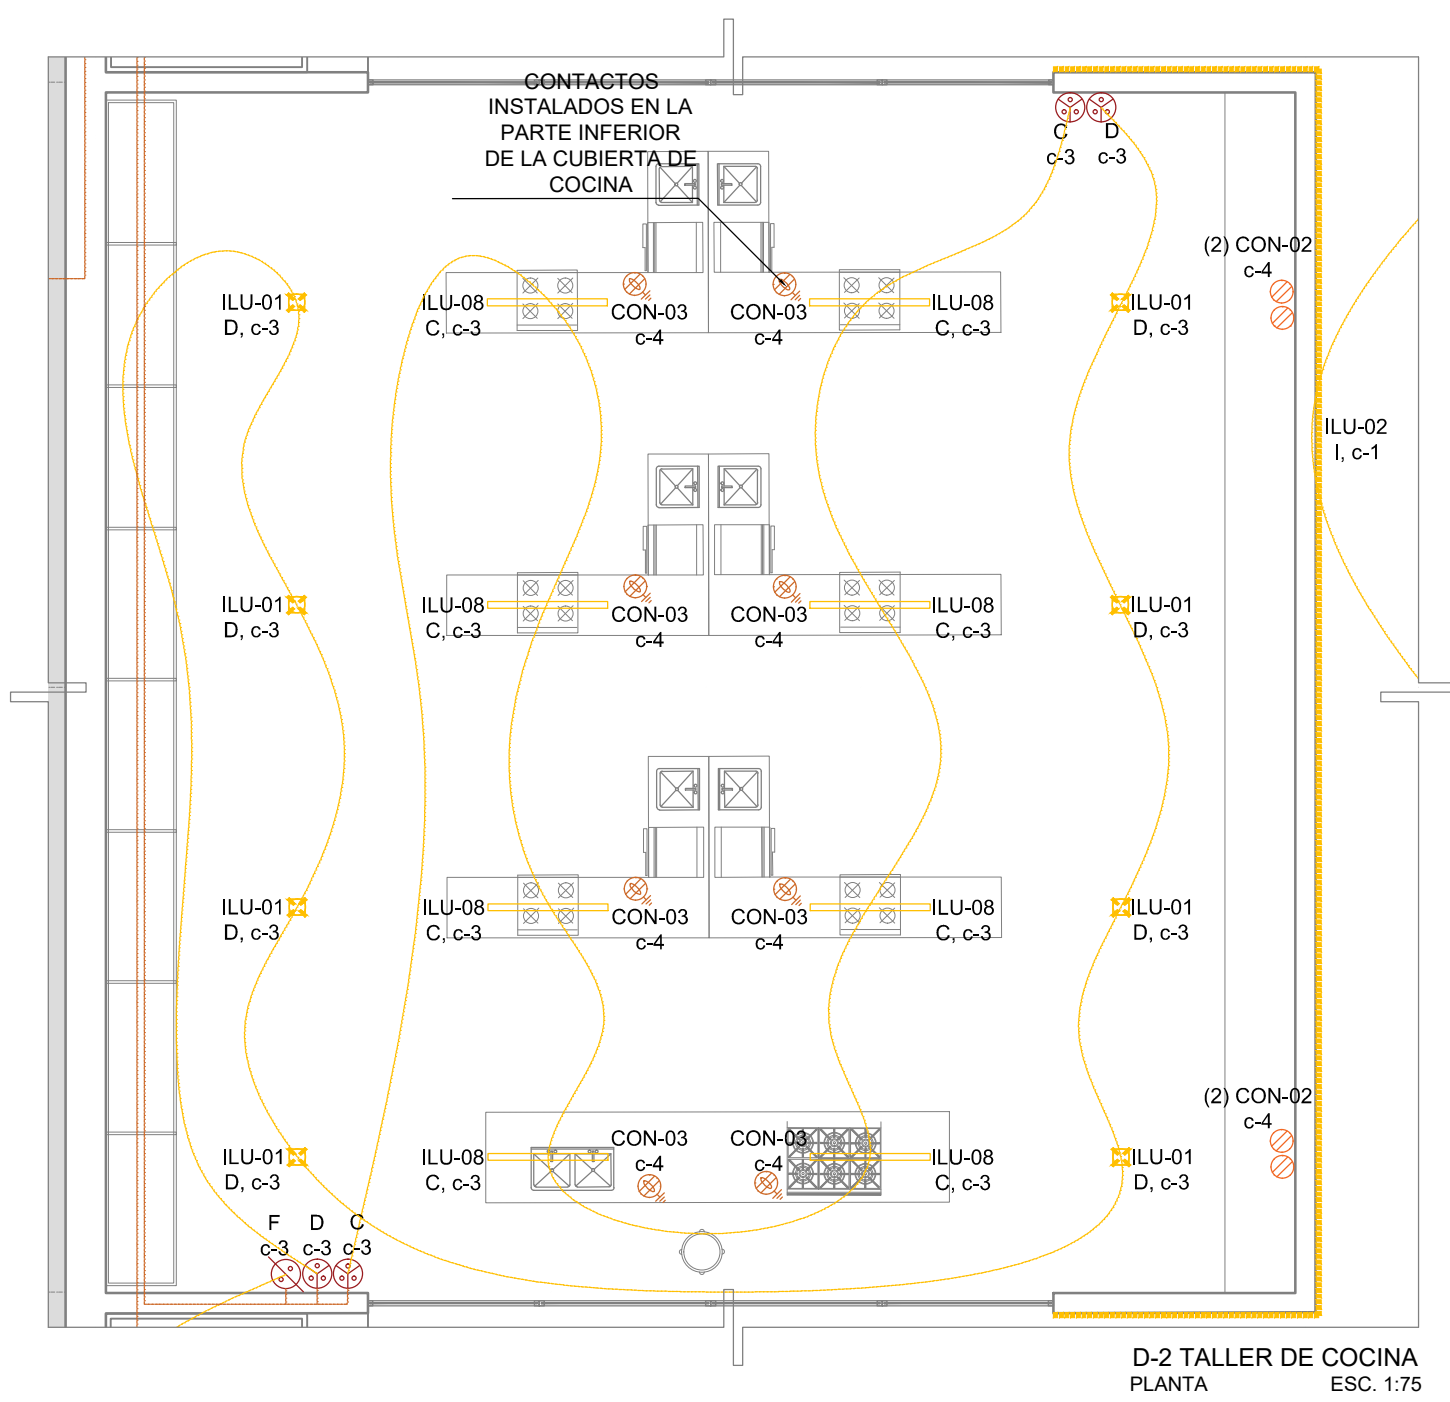 CONTACTOS
INSTALADOS EN LA
PARTE INFERIOR
DE LA CUBIERTA DE
COCINA
C
c-3
D
c-3
(2) CON-02
c-4
ILU-01
D, c-3
ILU-08
C, c-3
CON-03
c-4
CON-03
c-4
ILU-08
C, c-3
ILU-01
D, c-3
ILU-02
I, c-1
ILU-01
D, c-3
ILU-08
C, c-3
CON-03
c-4
CON-03
c-4
ILU-08
C, c-3
ILU-01
D, c-3
ILU-01
D, c-3
ILU-08
C, c-3
CON-03
c-4
CON-03
c-4
ILU-08
C, c-3
ILU-01
D, c-3
(2) CON-02
c-4
ILU-01
D, c-3
ILU-08
C, c-3
CON-03
c-4
CON-03
c-4
ILU-08
C, c-3
ILU-01
D, c-3
F
c-3
D
c-3
C
c-3
D-2 TALLER DE COCINA
PLANTA ESC. 1:75